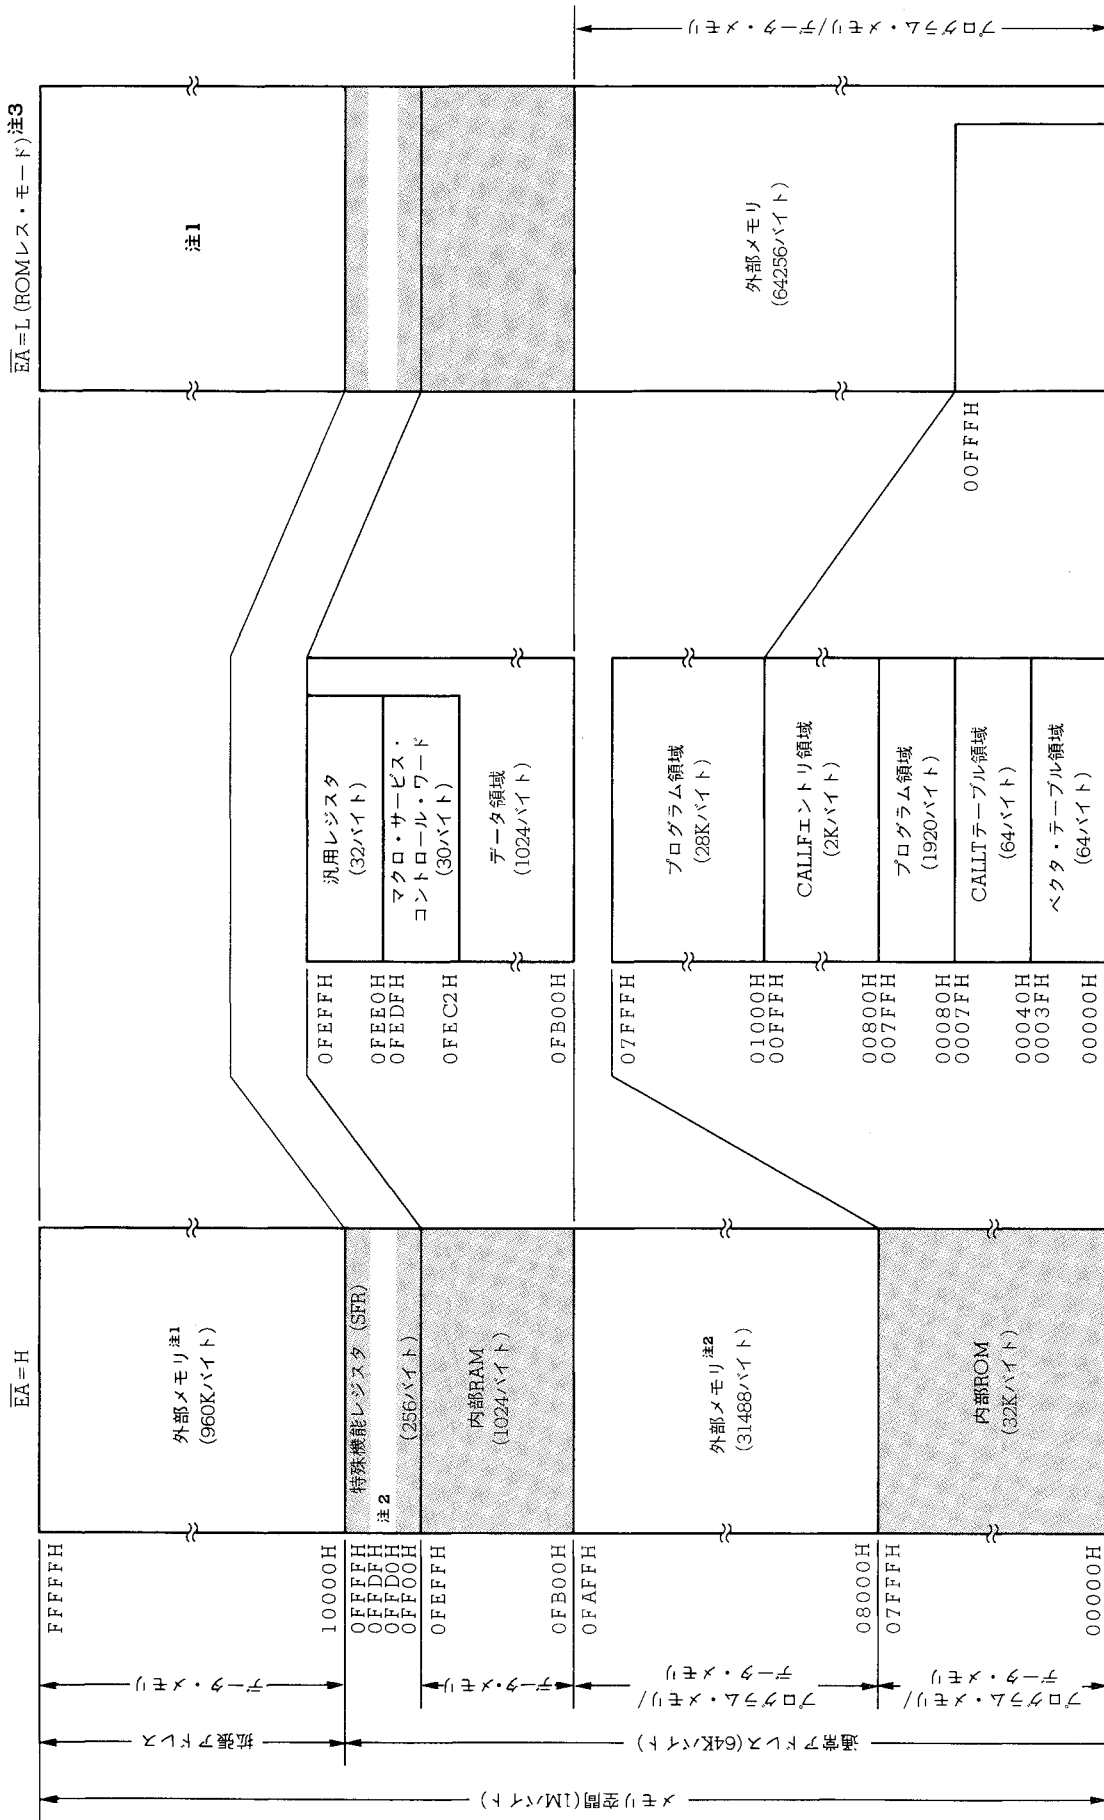 EA=H
EA=L (ROMレス・モード)注3
メモリ空間(1Mバイト)
拡張アドレス
通常アドレス(64Kバイト)
データ・メモリ
データ・メモリ
プログラム・メモリ/
データ・メモリ
プログラム・メモリ/
データ・メモリ
FFFFFH
10000H
0FFFFH
0FFDFH
0FFD0H
0FF00H
0FEFFH
0FB00H
0FAFFH
08000H
07FFFH
00000H
外部メモリ注1
(960Kバイト)
特殊機能レジスタ (SFR)
注2
(256バイト)
内部RAM
(1024バイト)
外部メモリ注2
(31488バイト)
内部ROM
(32Kバイト)
0FEFFH
0FEE0H
0FEDFH
0FEC2H
0FB00H
07FFFH
01000H
00FFFH
00800H
007FFH
00080H
0007FH
00040H
0003FH
00000H
汎用レジスタ
(32バイト)
マクロ・サービス・
コントロール・ワード
(30バイト)
データ領域
(1024バイト)
プログラム領域
(28Kバイト)
CALLFエントリ領域
(2Kバイト)
プログラム領域
(1920バイト)
CALLTテーブル領域
(64バイト)
ベクタ・テーブル領域
(64バイト)
注1
外部メモリ
(64256バイト)
00FFFH
プログラム・メモリ/データ・メモリ